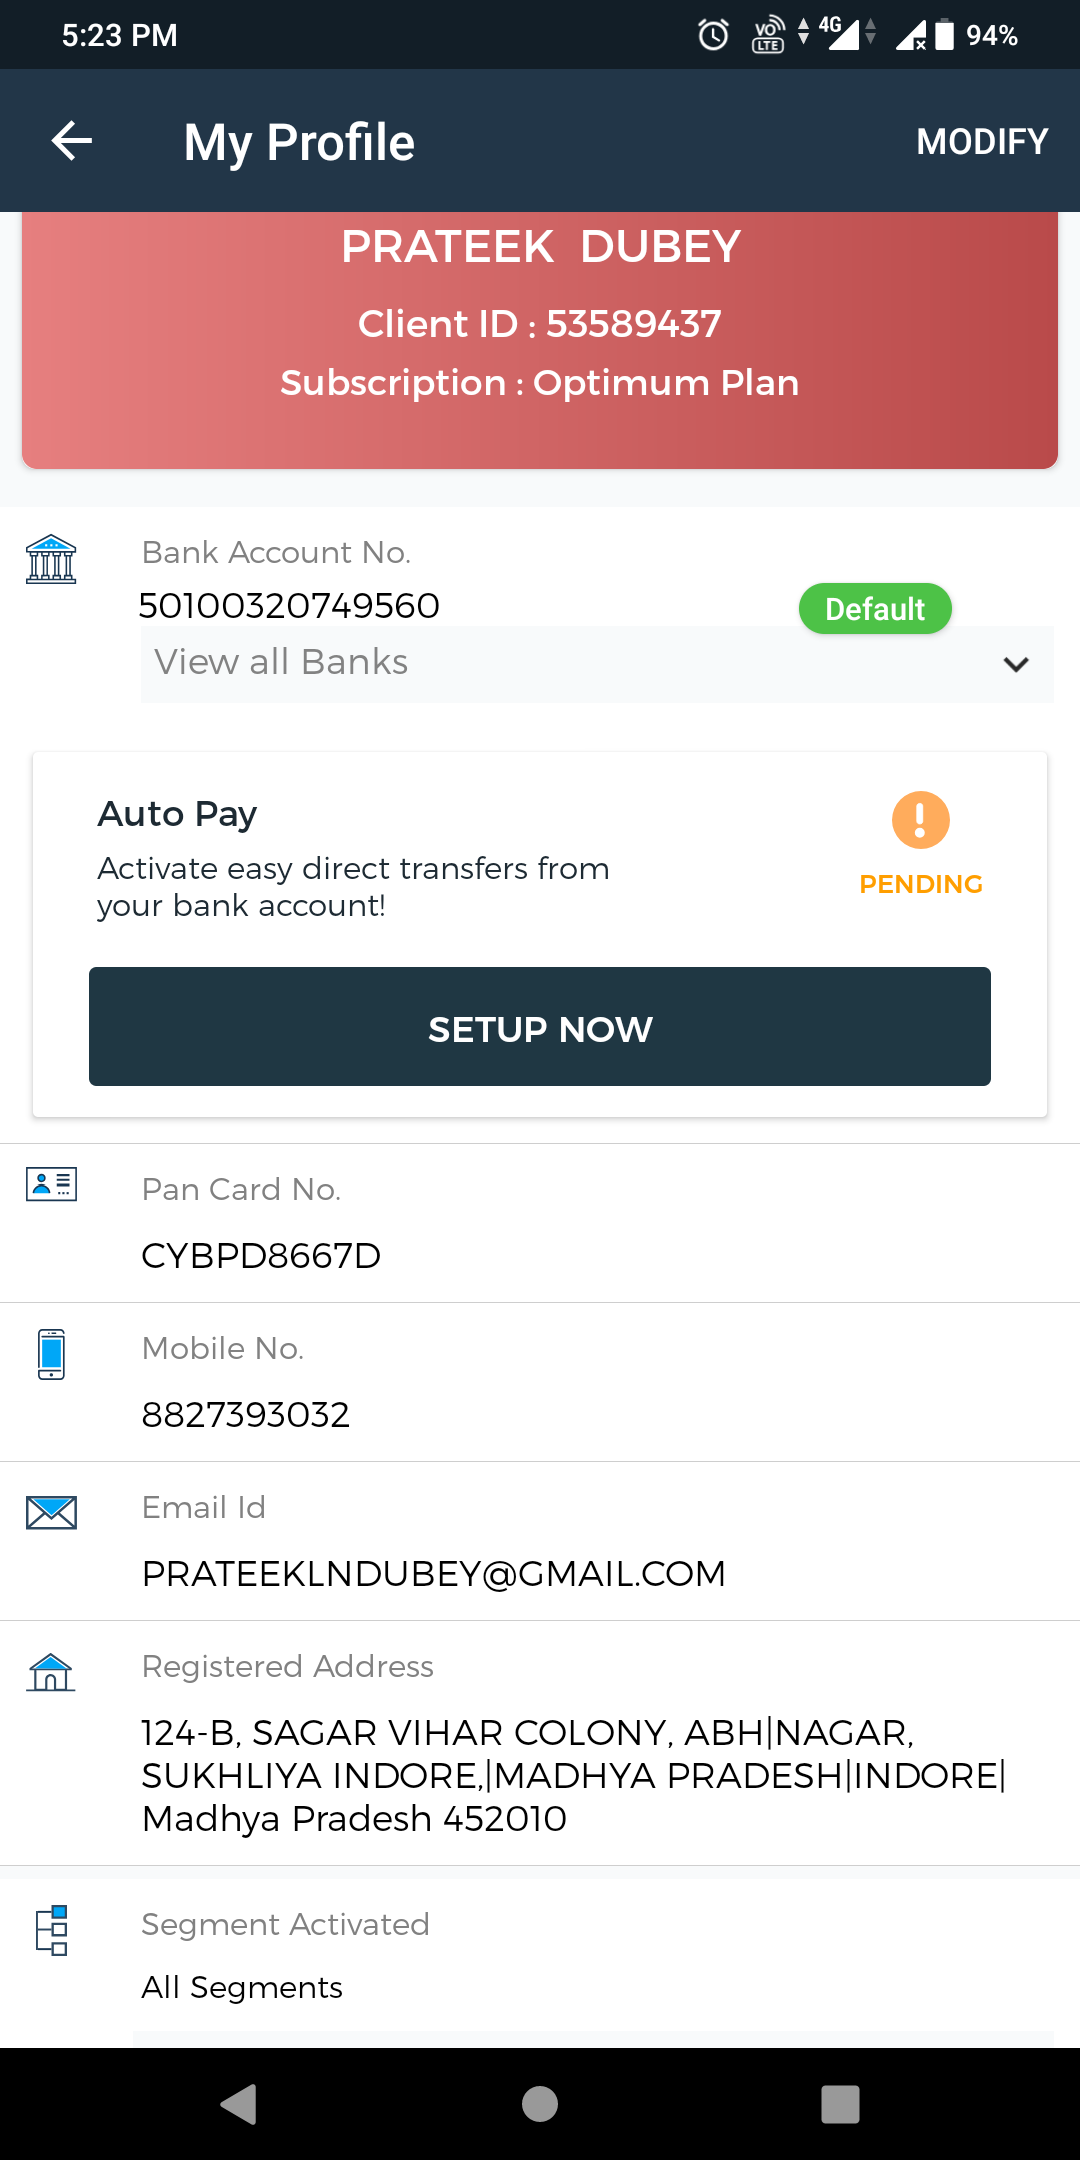 5:23 PM
VO LTE 4G 94%
My Profile
MODIFY
PRATEEK DUBEY
Client ID : 53589437
Subscription : Optimum Plan
Bank Account No.
50100320749560
Default
View all Banks
Auto Pay
Activate easy direct transfers from
your bank account!
PENDING
SETUP NOW
Pan Card No.
CYBPD8667D
Mobile No.
8827393032
Email Id
PRATEEKLNDUBEY@GMAIL.COM
Registered Address
124-B, SAGAR VIHAR COLONY, ABH|NAGAR,
SUKHLIYA INDORE,|MADHYA PRADESH|INDORE|
Madhya Pradesh 452010
Segment Activated
All Segments